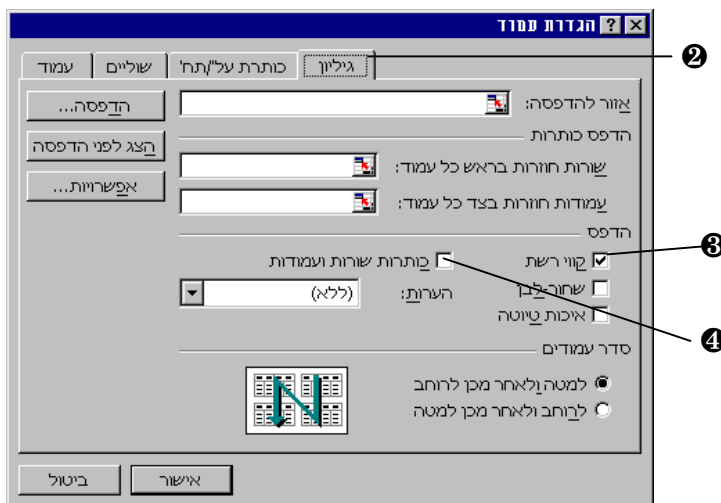 הגדרת עמוד
❷
גיליון
כותרת על'/תח'
שוליים
עמוד
אזור להדפסה:
הדפסה...
הדפס כותרות
הצג לפני הדפסה
שורות חוזרות בראש כל עמוד:
אפשרויות...
עמודות חוזרות בצד כל עמוד:
הדפס
❸
קווי רשת
כותרות שורות ועמודות
שחור-לבן
הערות:
(ללא)
איכות טיוטה
❹
סדר עמודים
למטה ולאחר מכן לרוחב
לרוחב ולאחר מכן למטה
אישור
ביטול